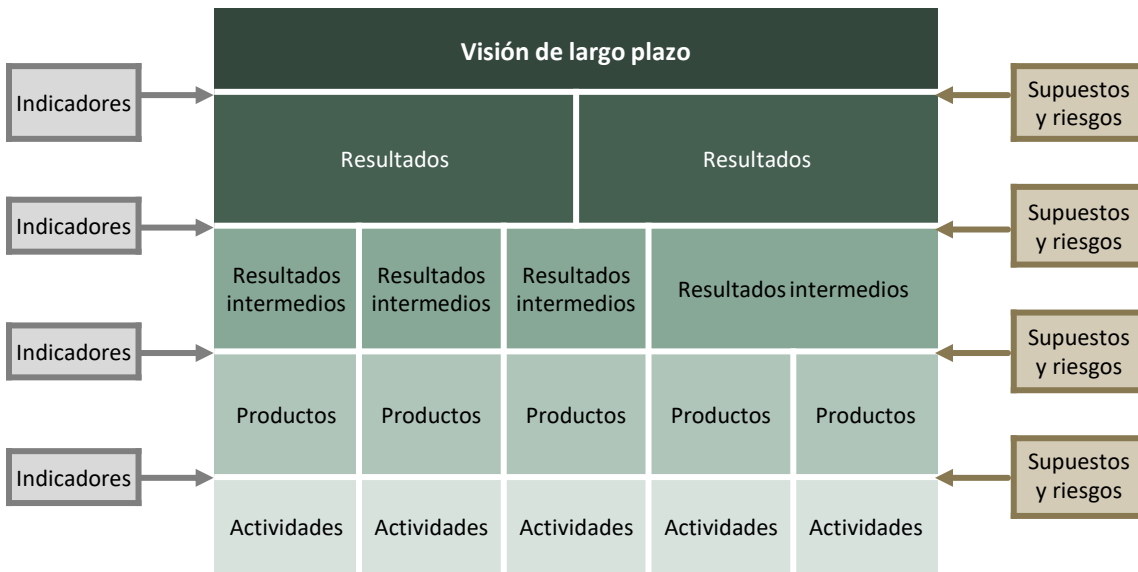 Visión de largo plazo
Indicadores
Supuestos
y riesgos
Resultados
Resultados
Indicadores
Supuestos
y riesgos
Resultados
intermedios
Resultados
intermedios
Resultados
intermedios
Resultados intermedios
Indicadores
Supuestos
y riesgos
Productos
Productos
Productos
Productos
Productos
Indicadores
Supuestos
y riesgos
Actividades
Actividades
Actividades
Actividades
Actividades